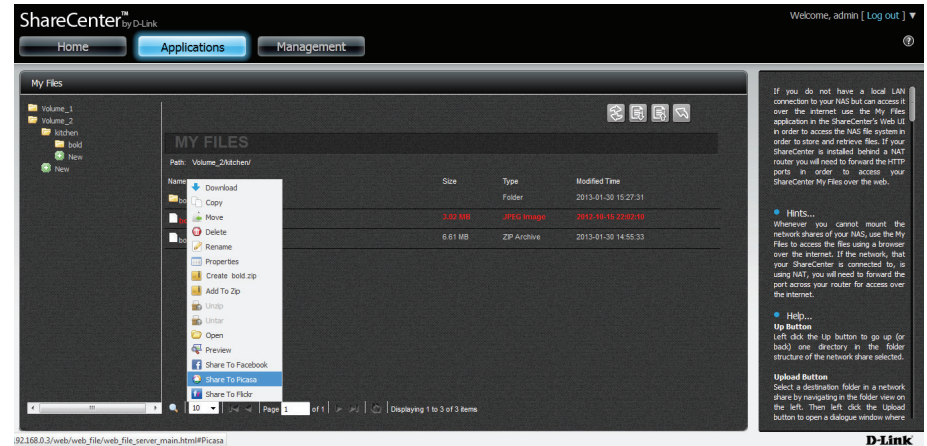 ShareCenter™ by D-Link
Welcome, admin [ Log out ] ▼
Home
Applications
Management
My Files
Volume_1
Volume_2
kitchen
bold
New
New
MY FILES
Path: Volume_2/kitchen/
Name
Size
Type
Modified Time
bo
Folder
2013-01-30 15:27:31
3.02 MB
JPEG Image
2012-10-15 22:02:10
bo
6.61 MB
ZIP Archive
2013-01-30 14:55:33
Download
Copy
Move
Delete
Rename
Properties
Create bold.zip
Add To Zip
Unzip
Untar
Open
Preview
Share To Facebook
Share To Picasa
Share To Flickr
10
Page 1 of 1
Displaying 1 to 3 of 3 items
If you do not have a local LAN
connection to your NAS but can access it
over the internet use the My Files
application in the ShareCenter's Web UI
in order to access the NAS file system in
order to store and retrieve files. If your
ShareCenter is installed behind a NAT
router you will need to forward the HTTP
ports in order to access your
ShareCenter My Files over the web.
Hints...
Whenever you cannot mount the
network shares of your NAS, use the My
Files to access the files using a browser
over the internet. If the network, that
your ShareCenter is connected to, is
using NAT, you will need to forward the
port across your router for access over
the internet.
Help...
Up Button
Left click the Up button to go up (or
back) one directory in the folder
structure of the network share selected.
Upload Button
Select a destination folder in a network
share by navigating in the folder view on
the left. Then left click the Upload
button to open a dialogue window where
92.168.0.3/web/web_file/web_file_server_main.html#Picasa
D-Link